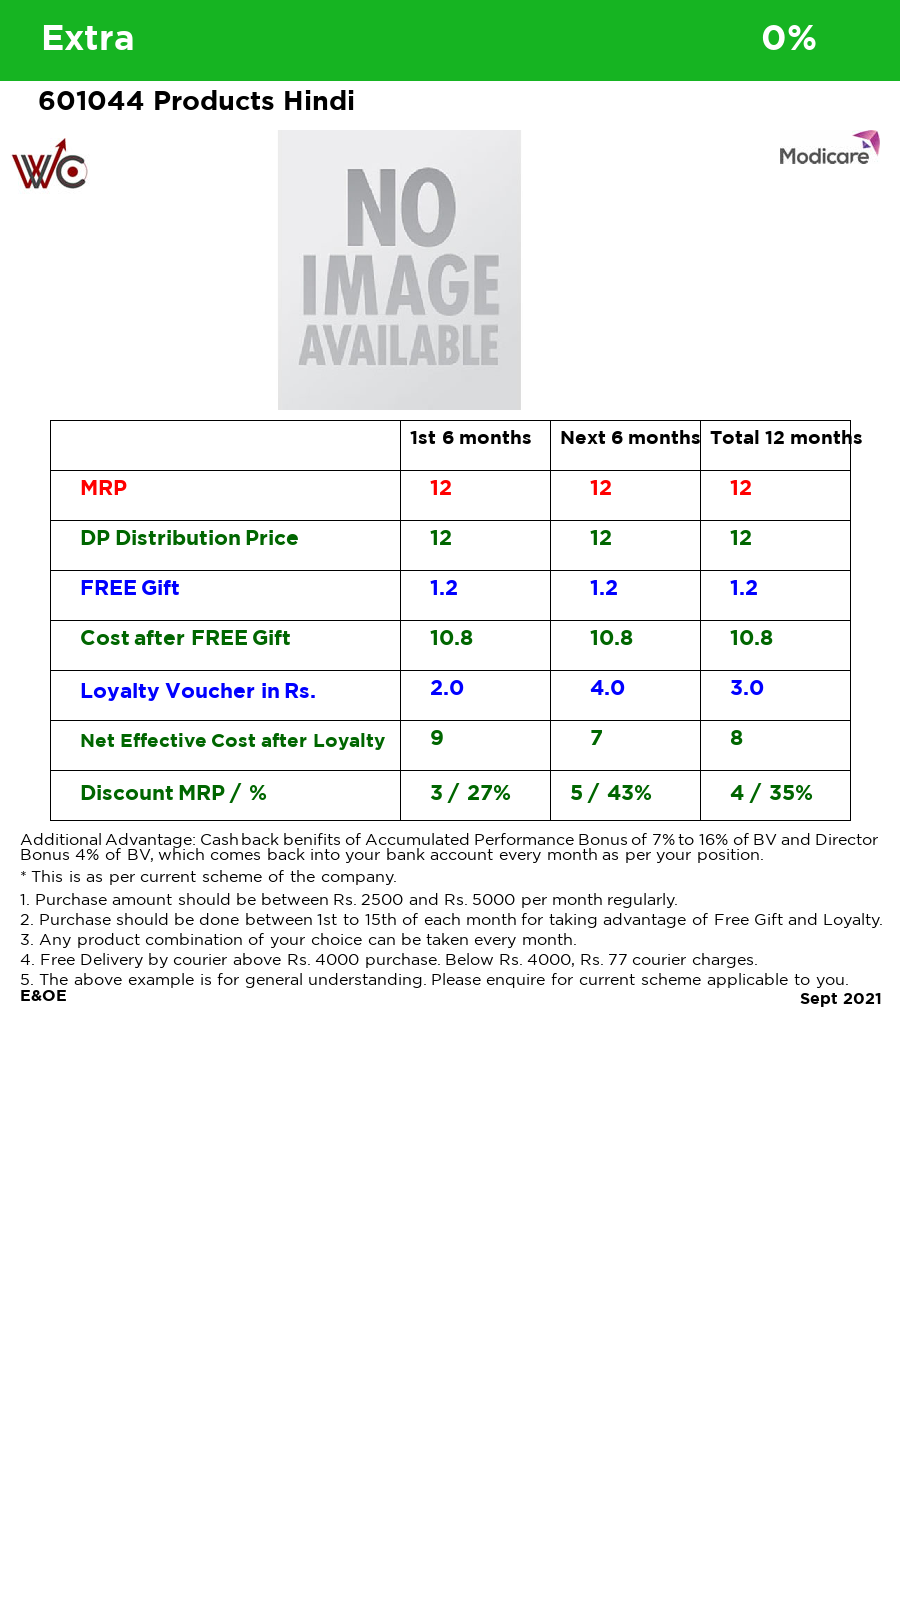 Extra 0%
601044 Products Hindi
WC
Modicare
NO
IMAGE
AVAILABLE
1st 6 months Next 6 months Total 12 months
MRP 12 12 12
DP Distribution Price 12 12 12
FREE Gift 1.2 1.2 1.2
Cost after FREE Gift 10.8 10.8 10.8
Loyalty Voucher in Rs. 2.0 4.0 3.0
Net Effective Cost after Loyalty 9 7 8
Discount MRP / % 3 / 27% 5 / 43% 4 / 35%
Additional Advantage: Cashback benifits of Accumulated Performance Bonus of 7% to 16% of BV and Director
Bonus 4% of BV, which comes back into your bank account every month as per your position.
* This is as per current scheme of the company.
1. Purchase amount should be between Rs. 2500 and Rs. 5000 per month regularly.
2. Purchase should be done between 1st to 15th of each month for taking advantage of Free Gift and Loyalty.
3. Any product combination of your choice can be taken every month.
4. Free Delivery by courier above Rs. 4000 purchase. Below Rs. 4000, Rs. 77 courier charges.
5. The above example is for general understanding. Please enquire for current scheme applicable to you.
E&OE
Sept 2021